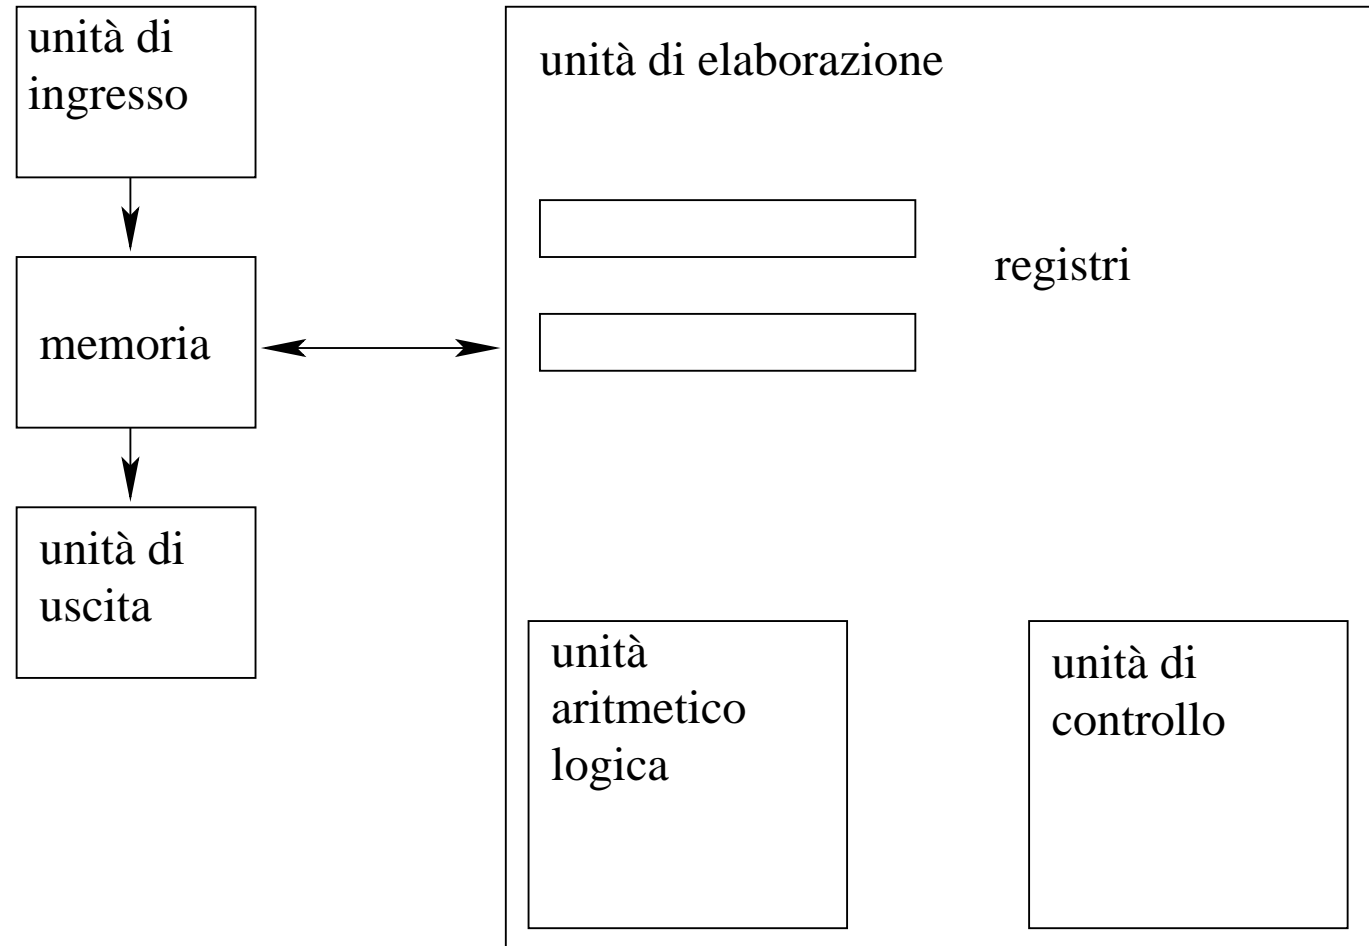 unità di
ingresso
memoria
unità di
uscita
unità di elaborazione
registri
unità
aritmetico
logica
unità di
controllo